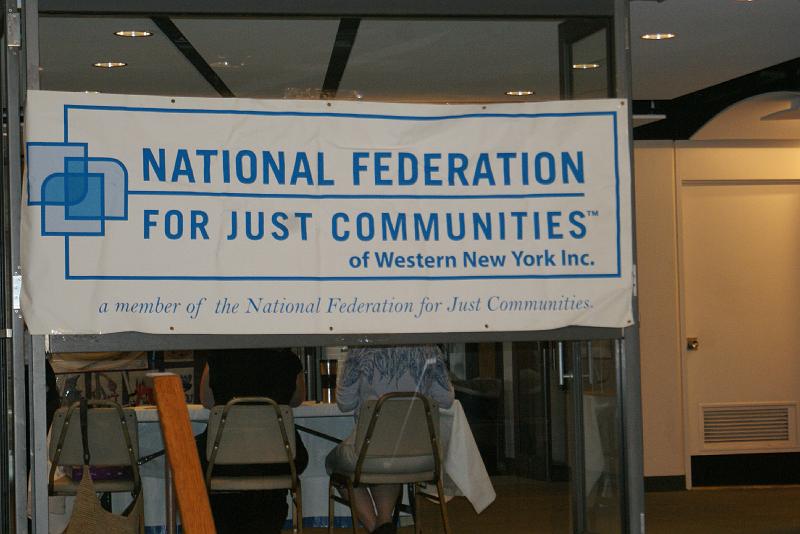 NATIONAL FEDERATION
FOR JUST COMMUNITIES™
of Western New York Inc.
a member of the National Federation for Just Communities.